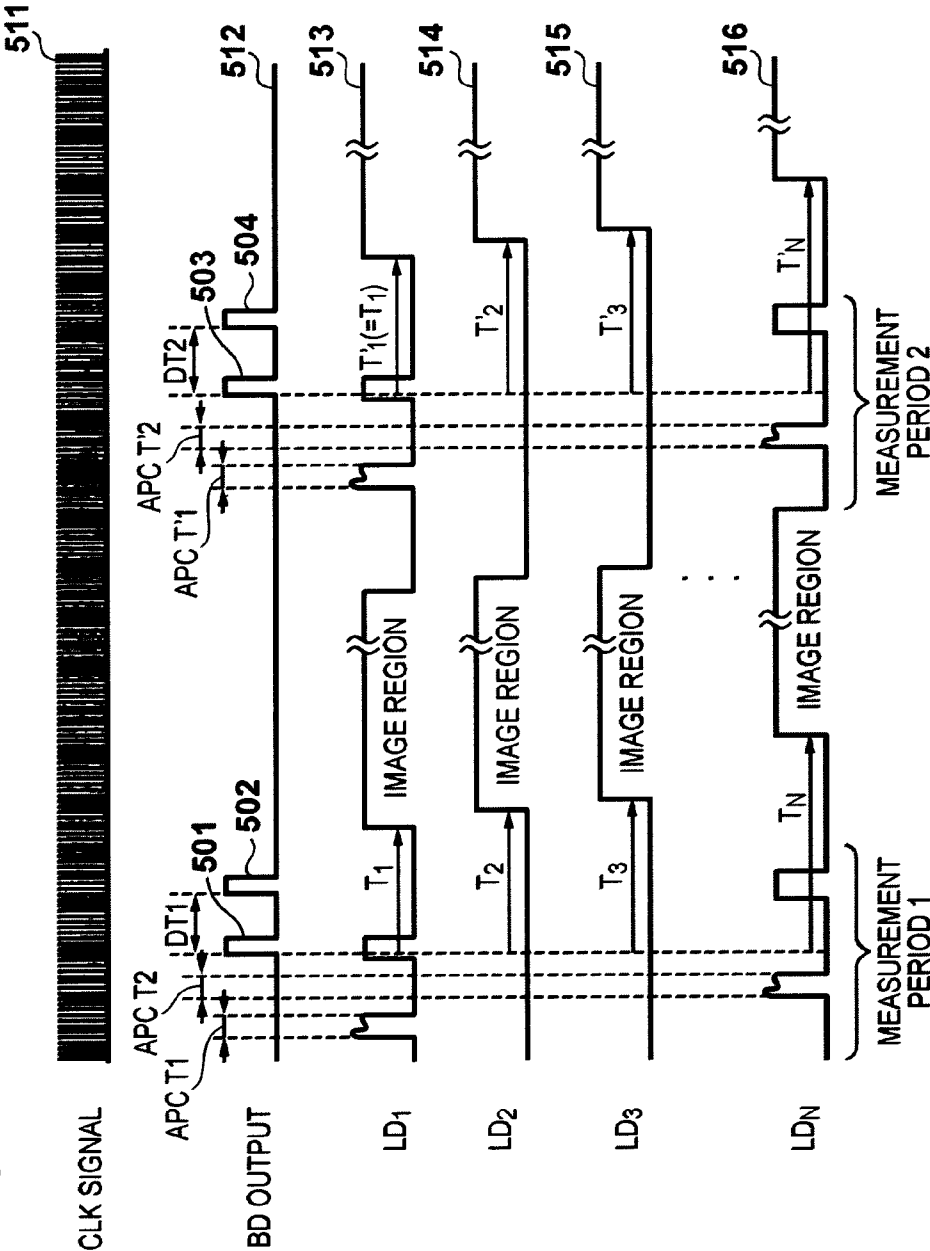 CLK SIGNAL
511
APC T1
APC T2
DT1
501
502
APC T'1
APC T'2
DT2
503
504
BD OUTPUT
512
LD1
T1
IMAGE REGION
T'1(=T1)
513
LD2
T2
IMAGE REGION
T'2
514
LD3
T3
IMAGE REGION
T'3
515
. . .
LDN
TN
IMAGE REGION
T'N
516
MEASUREMENT
PERIOD 1
MEASUREMENT
PERIOD 2